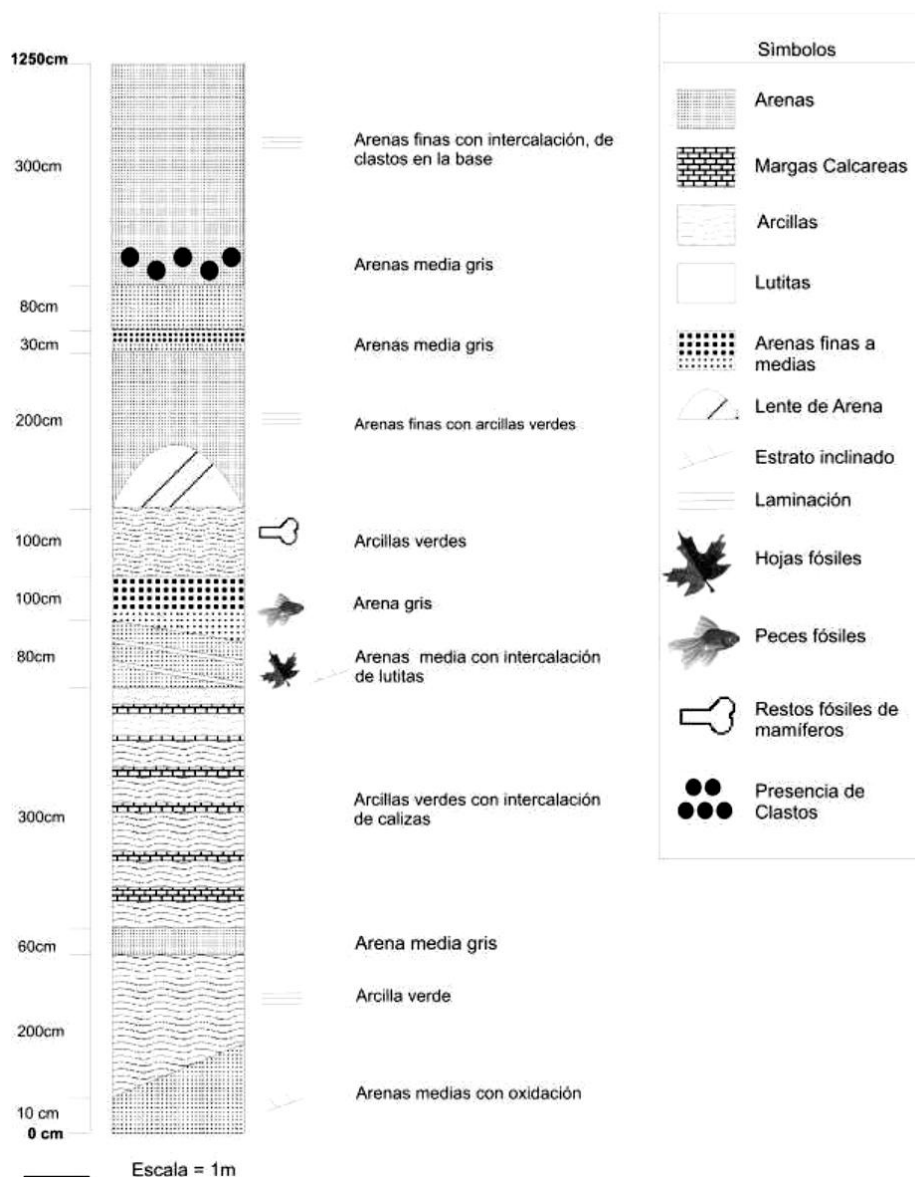 1250cm
300cm
Arenas finas con intercalación, de
clastos en la base
Arenas media gris
80cm
30cm
Arenas media gris
200cm
Arenas finas con arcillas verdes
100cm
Arcillas verdes
100cm
Arena gris
80cm
Arenas media con intercalación
de lutitas
300cm
Arcillas verdes con intercalación
de calizas
60cm
Arena media gris
Arcilla verde
200cm
Arenas medias con oxidación
10 cm
0 cm
Escala = 1m
Sìmbolos
Arenas
Margas Calcareas
Arcillas
Lutitas
Arenas finas a
medias
Lente de Arena
Estrato inclinado
Laminación
Hojas fósiles
Peces fósiles
Restos fósiles de
mamíferos
Presencia de
Clastos